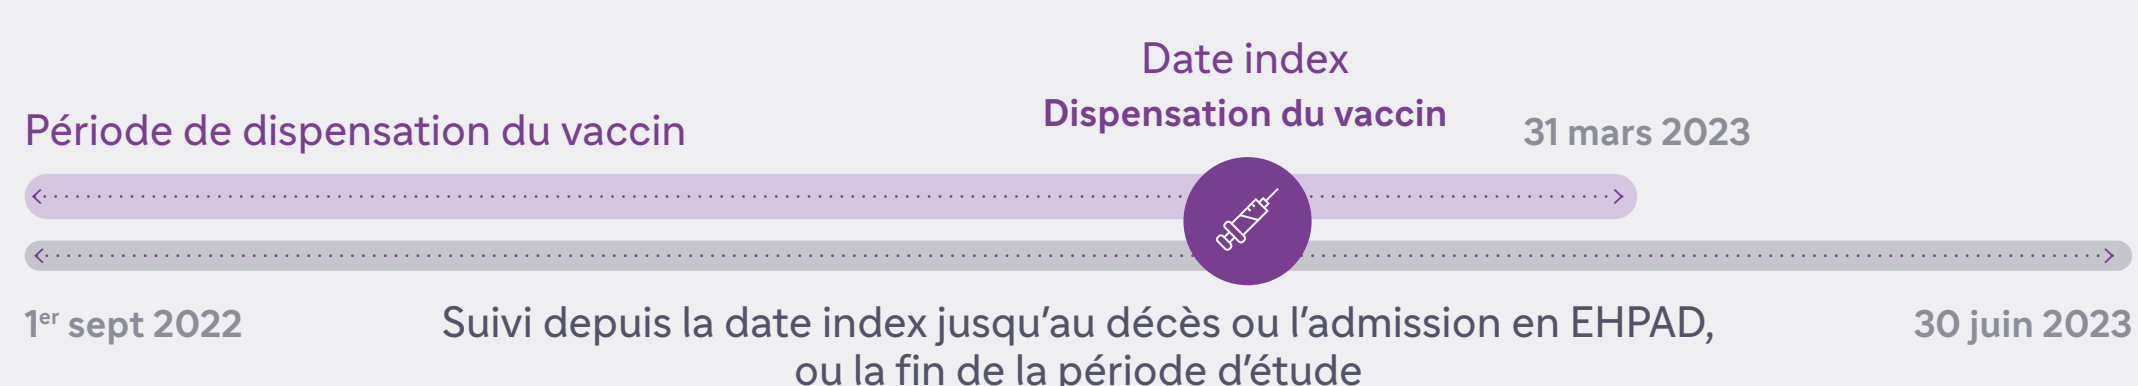 Date index
Dispensation du vaccin
Période de dispensation du vaccin
31 mars 2023
1er sept 2022
Suivi depuis la date index jusqu'au décès ou l'admission en EHPAD,
ou la fin de la période d'étude
30 juin 2023